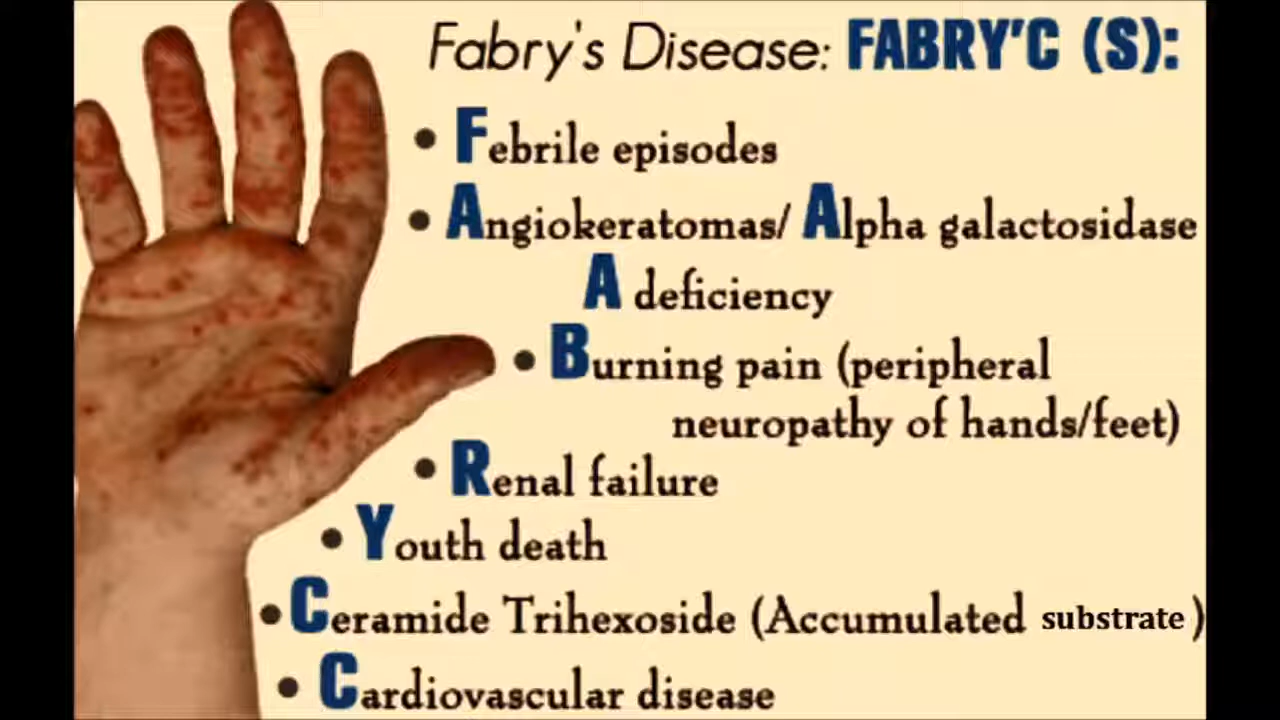 Fabry's Disease: FABRY'C (S):
• Febrile episodes
• Angiokeratomas/ Alpha galactosidase
A deficiency
• Burning pain (peripheral
neuropathy of hands/feet)
• Renal failure
• Youth death
• Ceramide Trihexoside (Accumulated substrate )
• Cardiovascular disease